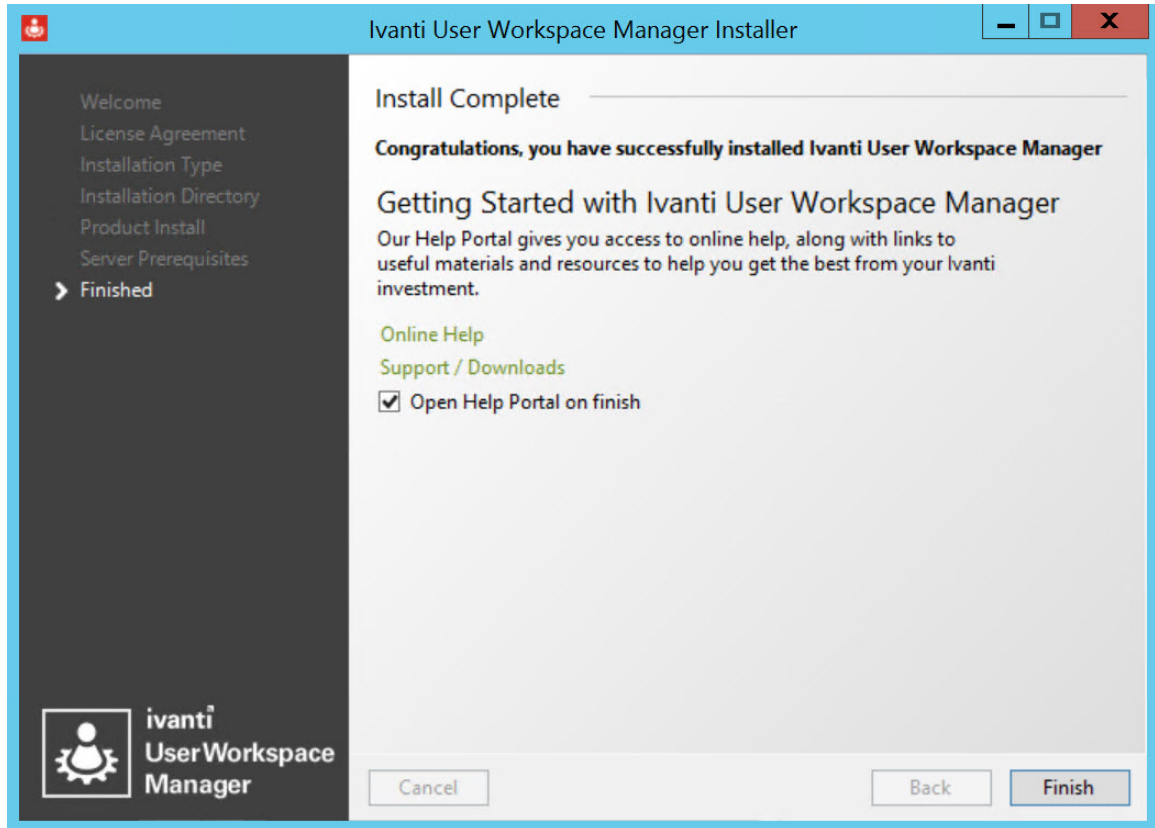 Ivanti User Workspace Manager Installer
Welcome
License Agreement
Installation Type
Installation Directory
Product Install
Server Prerequisites
Finished
Install Complete
Congratulations, you have successfully installed Ivanti User Workspace Manager
Getting Started with Ivanti User Workspace Manager
Our Help Portal gives you access to online help, along with links to
useful materials and resources to help you get the best from your Ivanti
investment.
Online Help
Support / Downloads
Open Help Portal on finish
ivanti
User Workspace
Manager
Cancel
Back
Finish